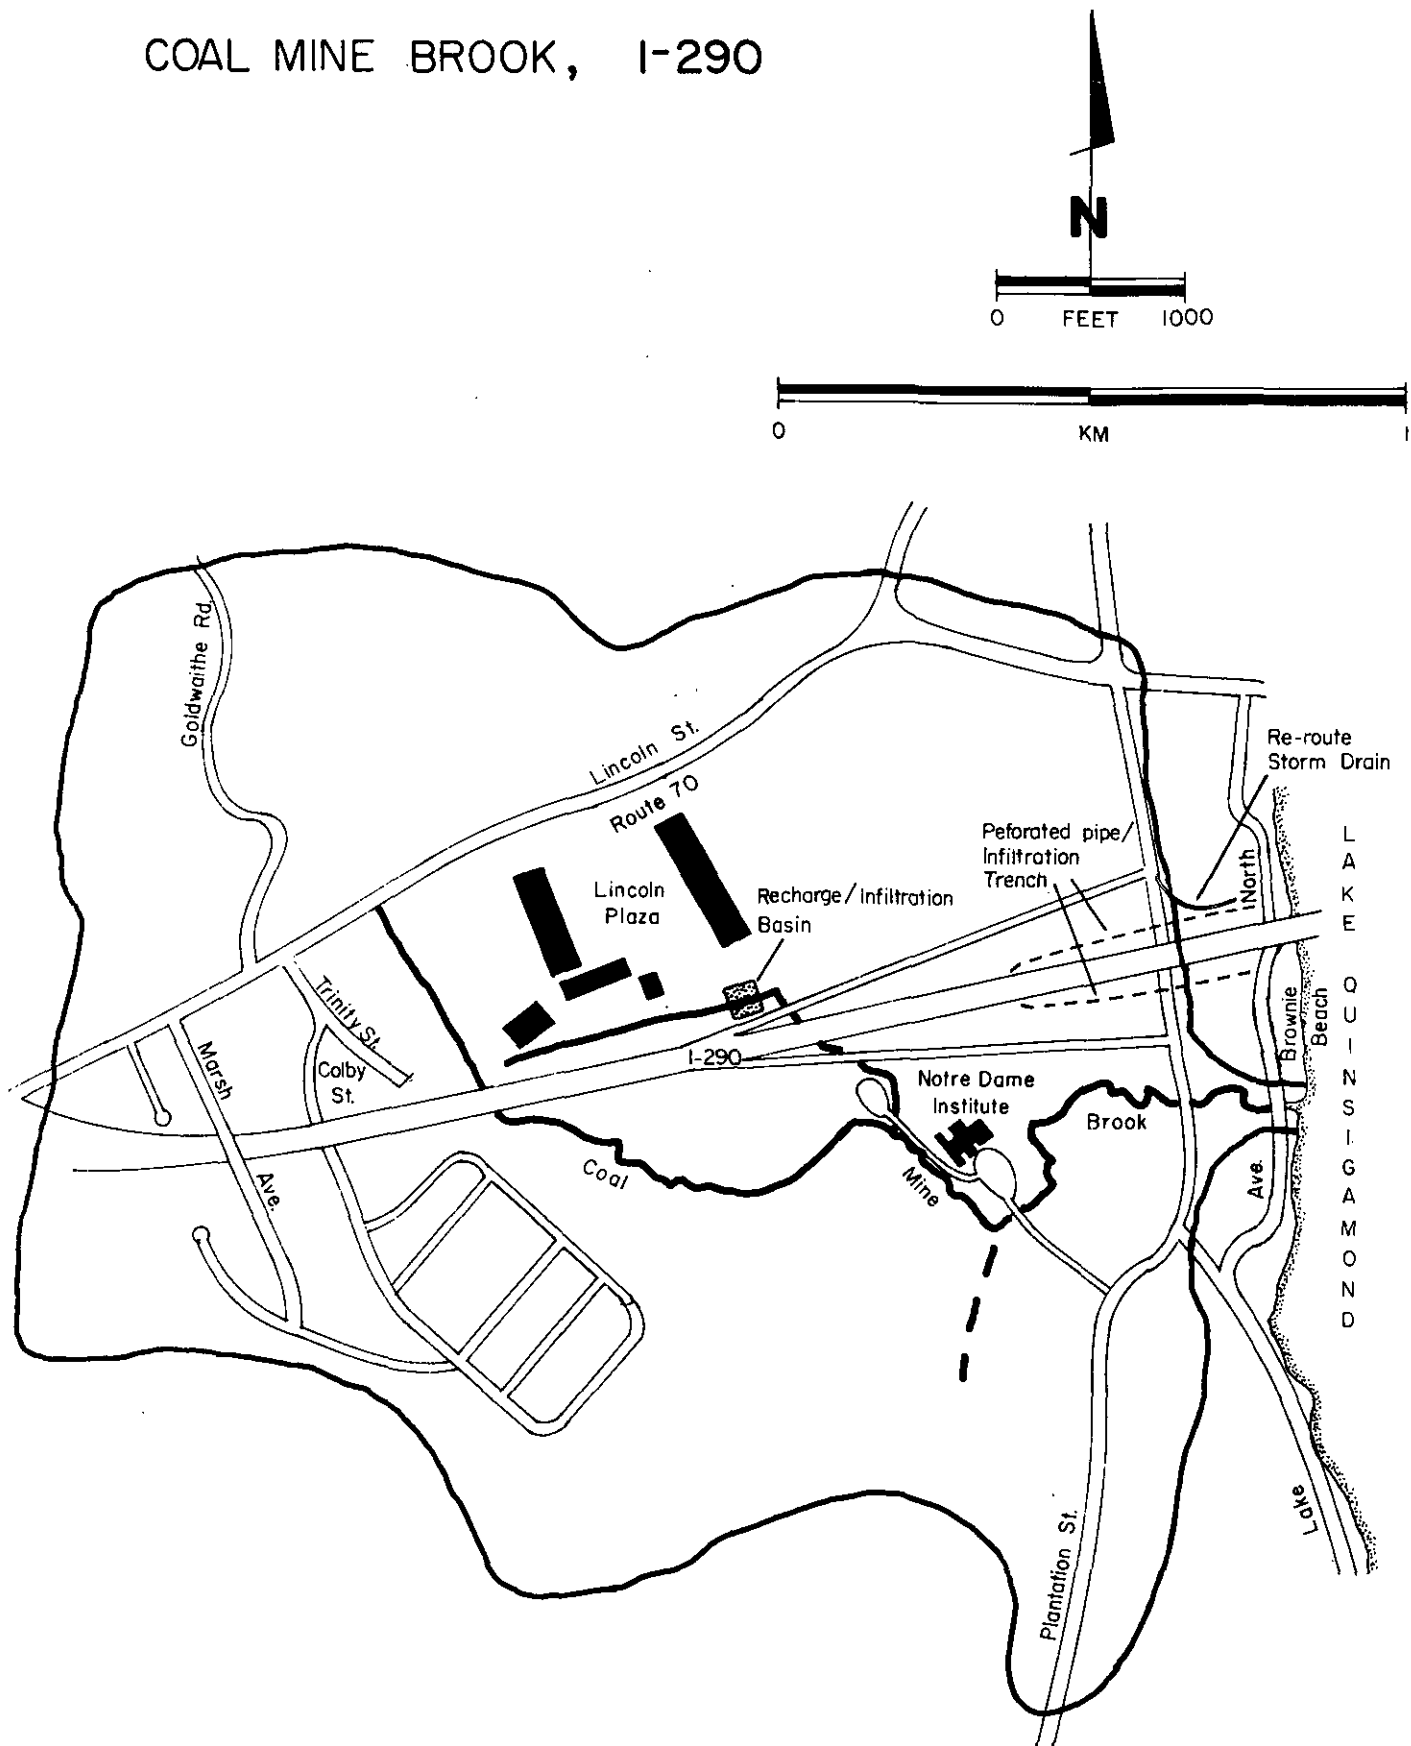 COAL MINE BROOK, I-290
N
0 FEET 1000
0 KM 1
Goldwaithe Rd.
Lincoln St.
Route 70
Re-route
Storm Drain
Peforated pipe/
Infiltration
Trench
North
LAKE QUINSIGAMOND
Lincoln
Plaza
Recharge/Infiltration
Basin
Trinity St.
Marsh
Colby
St.
I-290
Brownie
Beach
Notre Dame
Institute
Brook
Coal
Mine
Ave.
Ave.
Lake
Plantation St.